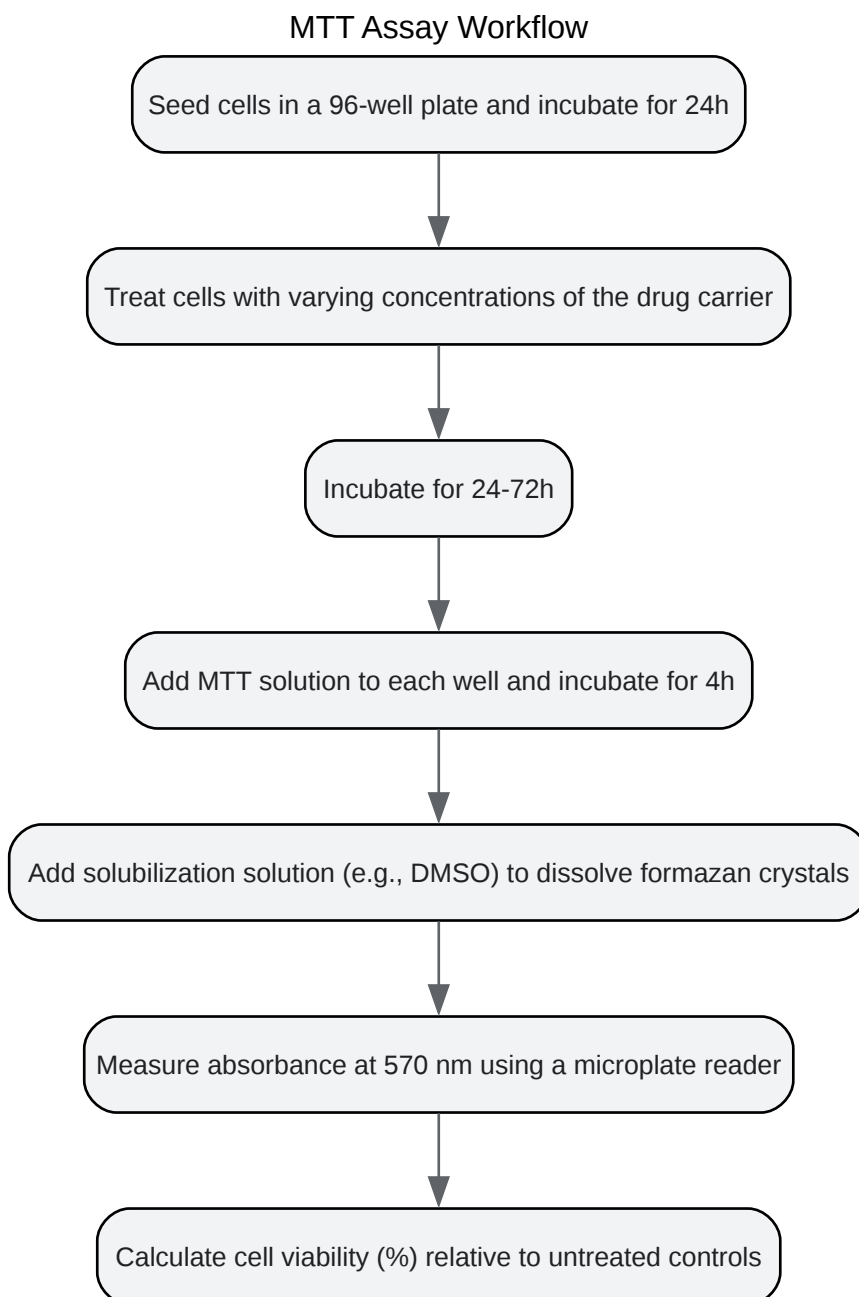 MTT Assay Workflow
Seed cells in a 96-well plate and incubate for 24h
Treat cells with varying concentrations of the drug carrier
Incubate for 24-72h
Add MTT solution to each well and incubate for 4h
Add solubilization solution (e.g., DMSO) to dissolve formazan crystals
Measure absorbance at 570 nm using a microplate reader
Calculate cell viability (%) relative to untreated controls